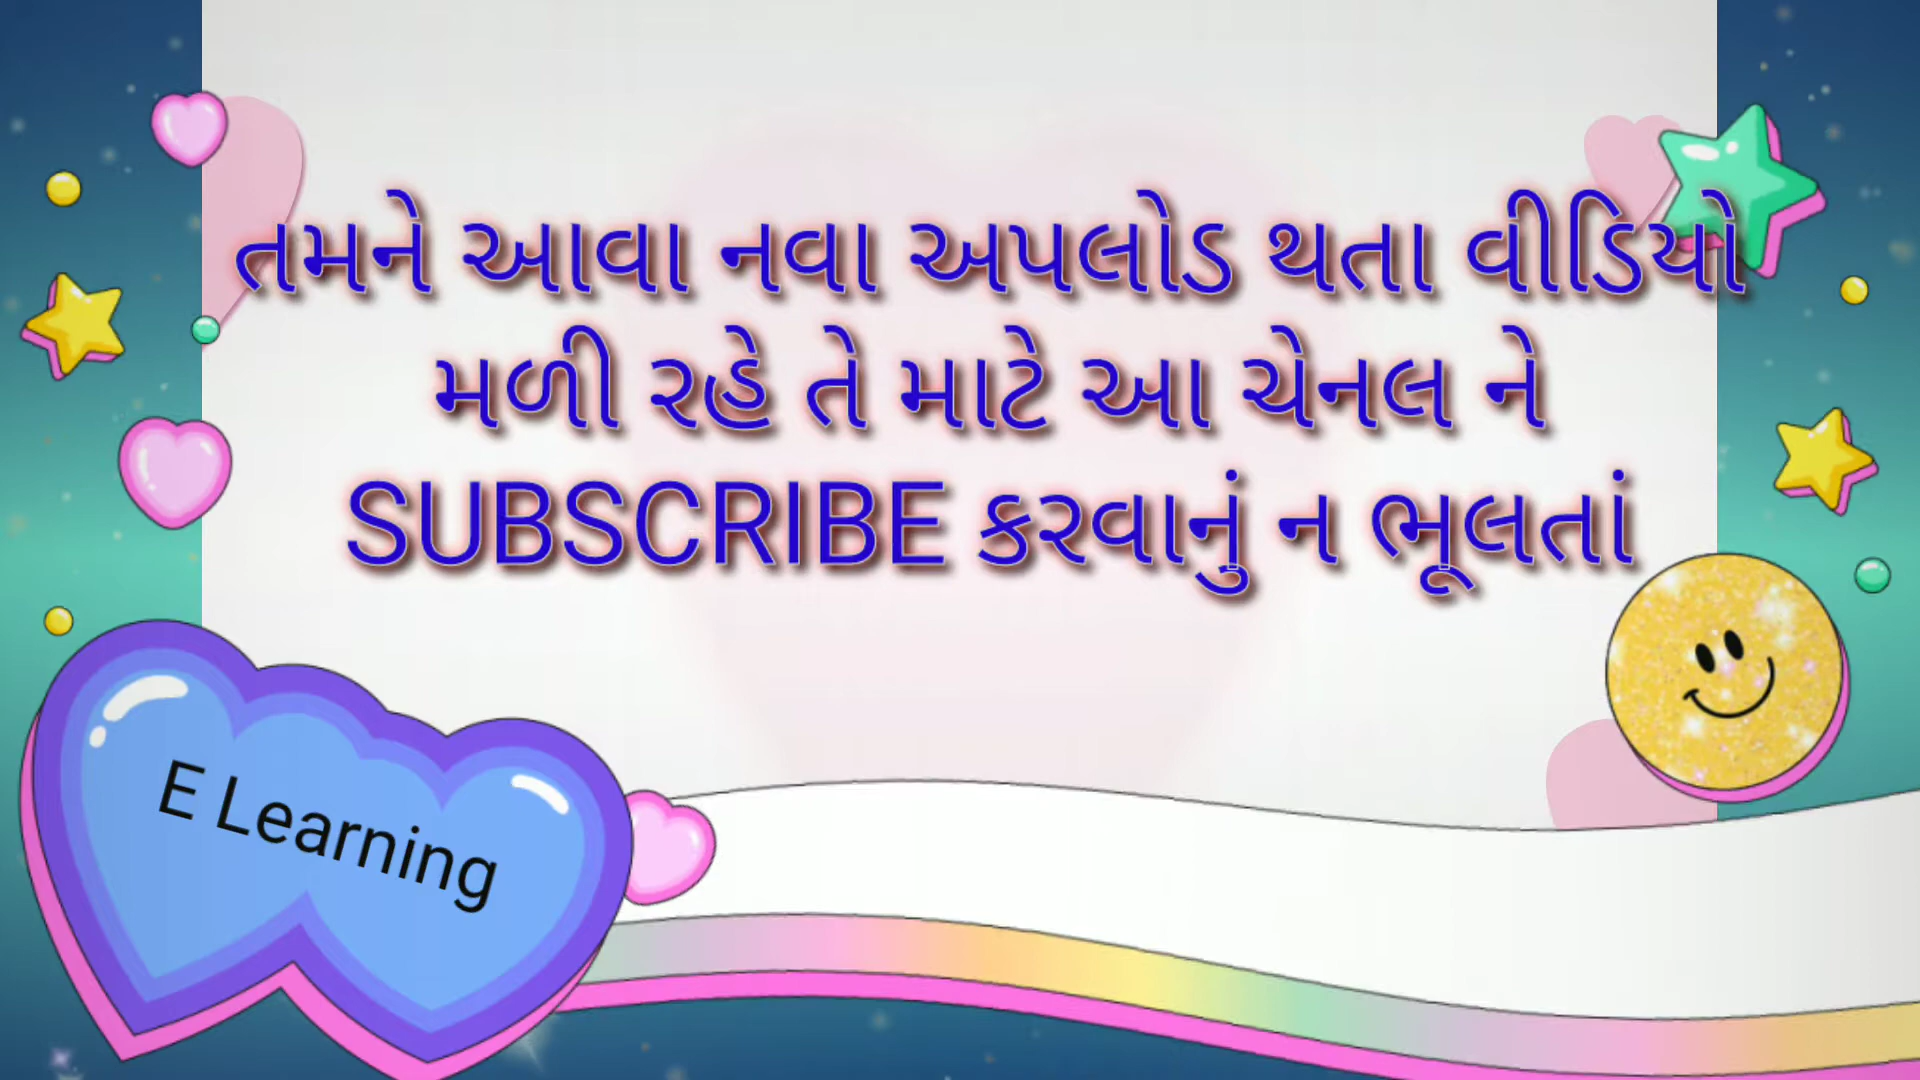 તમને આવા નવા અપલોડ થતા વીડિયો
મળી રહે તે માટે આ ચેનલ ને
SUBSCRIBE કરવાનું ન ભૂલતાં
E Learning